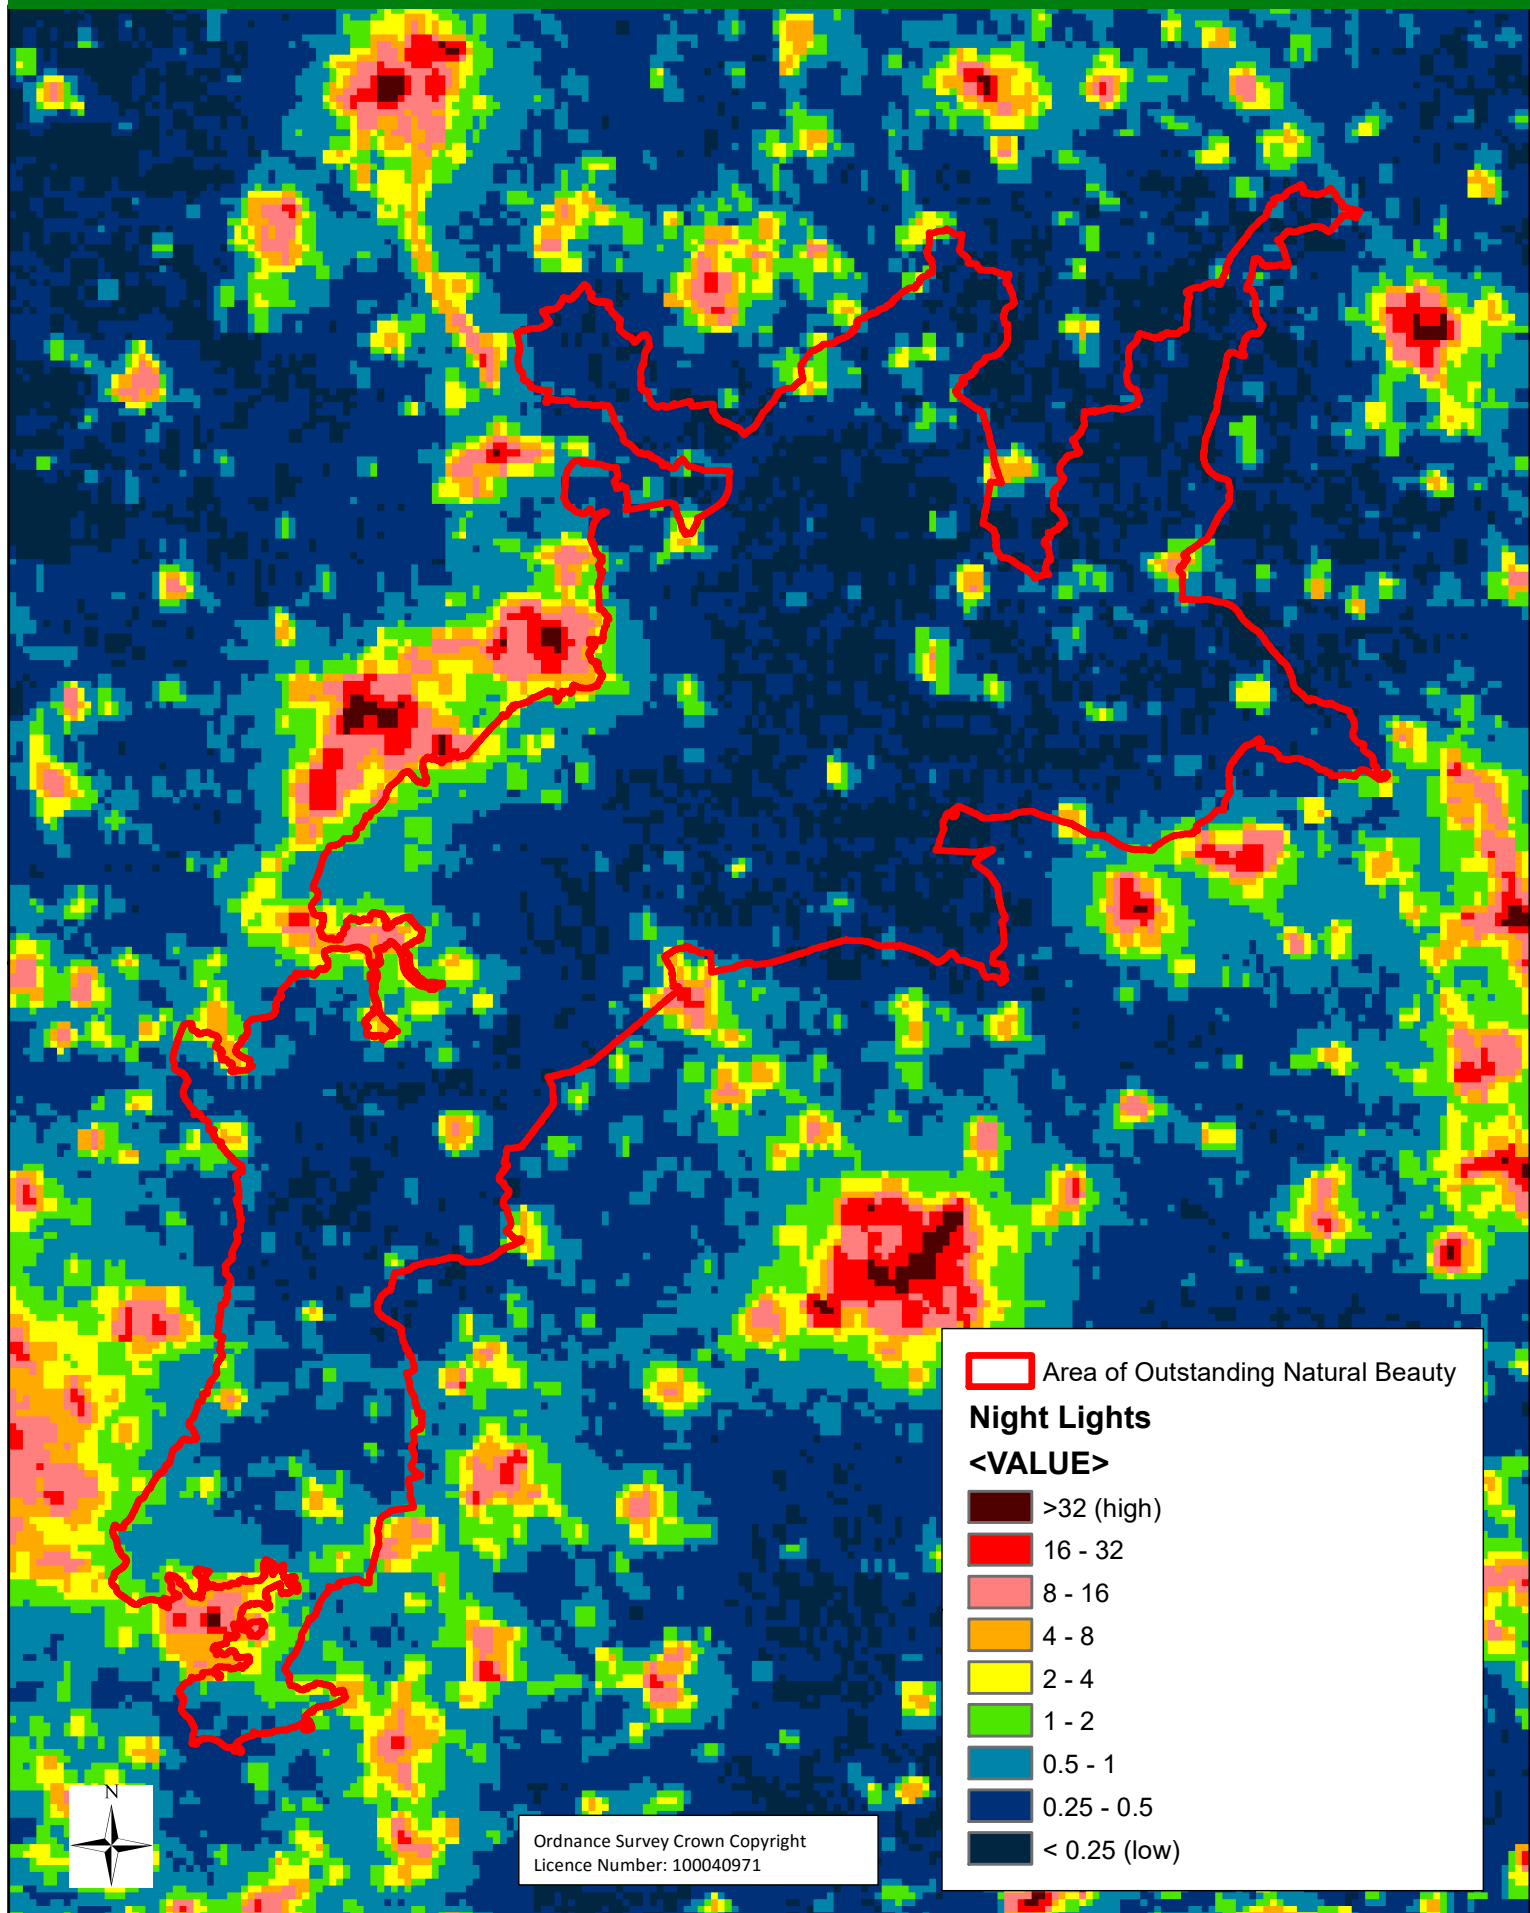 Area of Outstanding Natural Beauty
Night Lights
<VALUE>
>32 (high)
16 - 32
8 - 16
4 - 8
2 - 4
1 - 2
0.5 - 1
0.25 - 0.5
< 0.25 (low)
N
Ordnance Survey Crown Copyright
Licence Number: 100040971